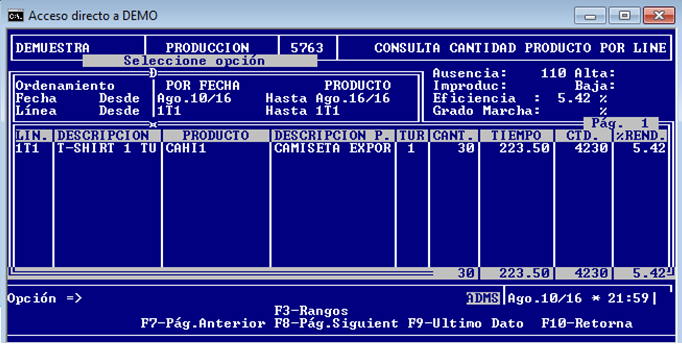 Acceso directo a DEMO
DEMUESTRA PRODUCCION 5763 CONSULTA CANTIDAD PRODUCTO POR LINE
Seleccione opción
D
Ordenamiento POR FECHA PRODUCTO
Fecha Desde Ago.10/16 Hasta Ago.16/16
Línea Desde 1T1 Hasta 1T1
Ausencia: 110 Alta:
Improduc: Baja:
Eficiencia : 5.42 %
Grado Marcha: %
Pág. 1
LIN. DESCRIPCION PRODUCTO DESCRIPCION P. TUR CANT. TIEMPO CTD. %REND.
1T1 T-SHIRT 1 TU CAHI1 CAMISETA EXPOR 1 30 223.50 4230 5.42
30 223.50 4230 5.42
Opción => ADMS Ago.10/16 * 21:59
F3-Rangos
F7-Pág.Anterior F8-Pág.Siguient F9-Ultimo Dato F10-Retorna